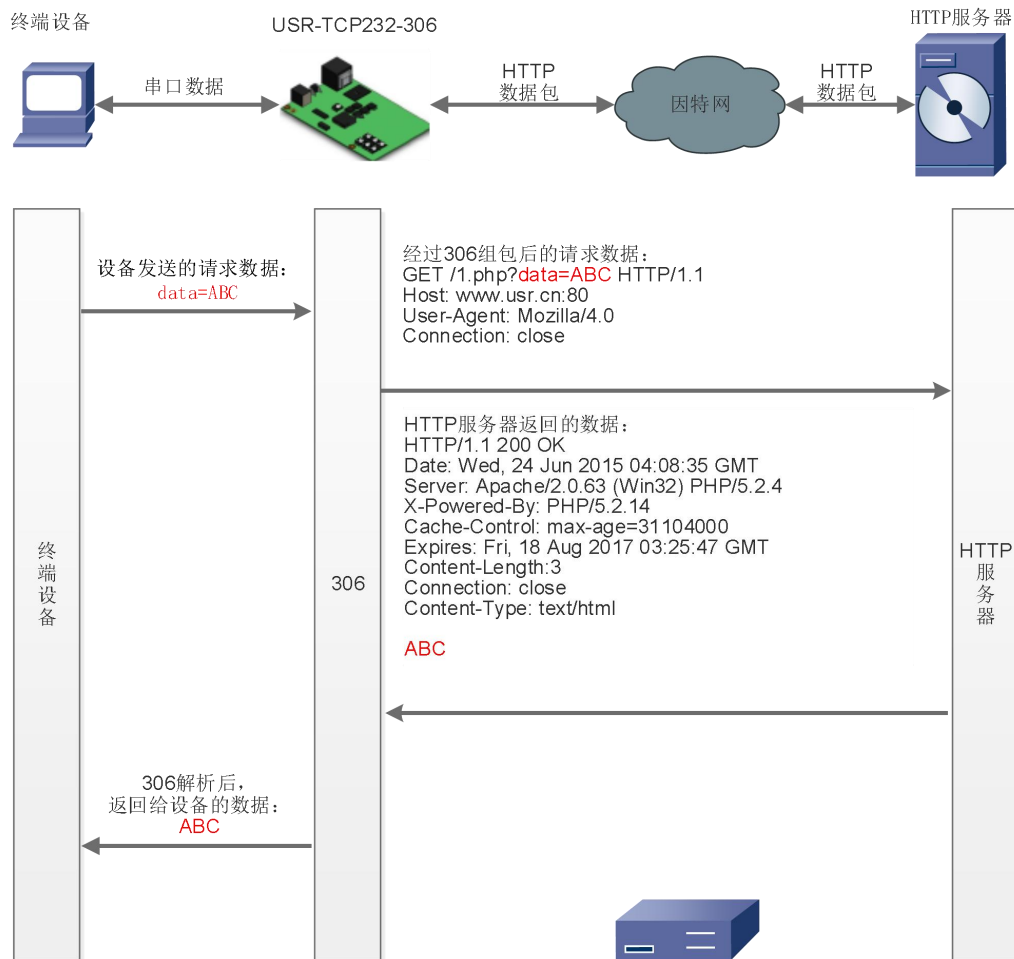 终端设备
USR-TCP232-306
HTTP服务器
串口数据
HTTP
数据包
因特网
HTTP
数据包
设备发送的请求数据：
data=ABC
经过306组包后的请求数据：
GET /1.php?data=ABC HTTP/1.1
Host: www.usr.cn:80
User-Agent: Mozilla/4.0
Connection: close
HTTP服务器返回的数据：
HTTP/1.1 200 OK
Date: Wed, 24 Jun 2015 04:08:35 GMT
Server: Apache/2.0.63 (Win32) PHP/5.2.4
X-Powered-By: PHP/5.2.14
Cache-Control: max-age=31104000
Expires: Fri, 18 Aug 2017 03:25:47 GMT
Content-Length:3
Connection: close
Content-Type: text/html
ABC
终端设备
306
HTTP
服务器
306解析后，
返回给设备的数据：
ABC